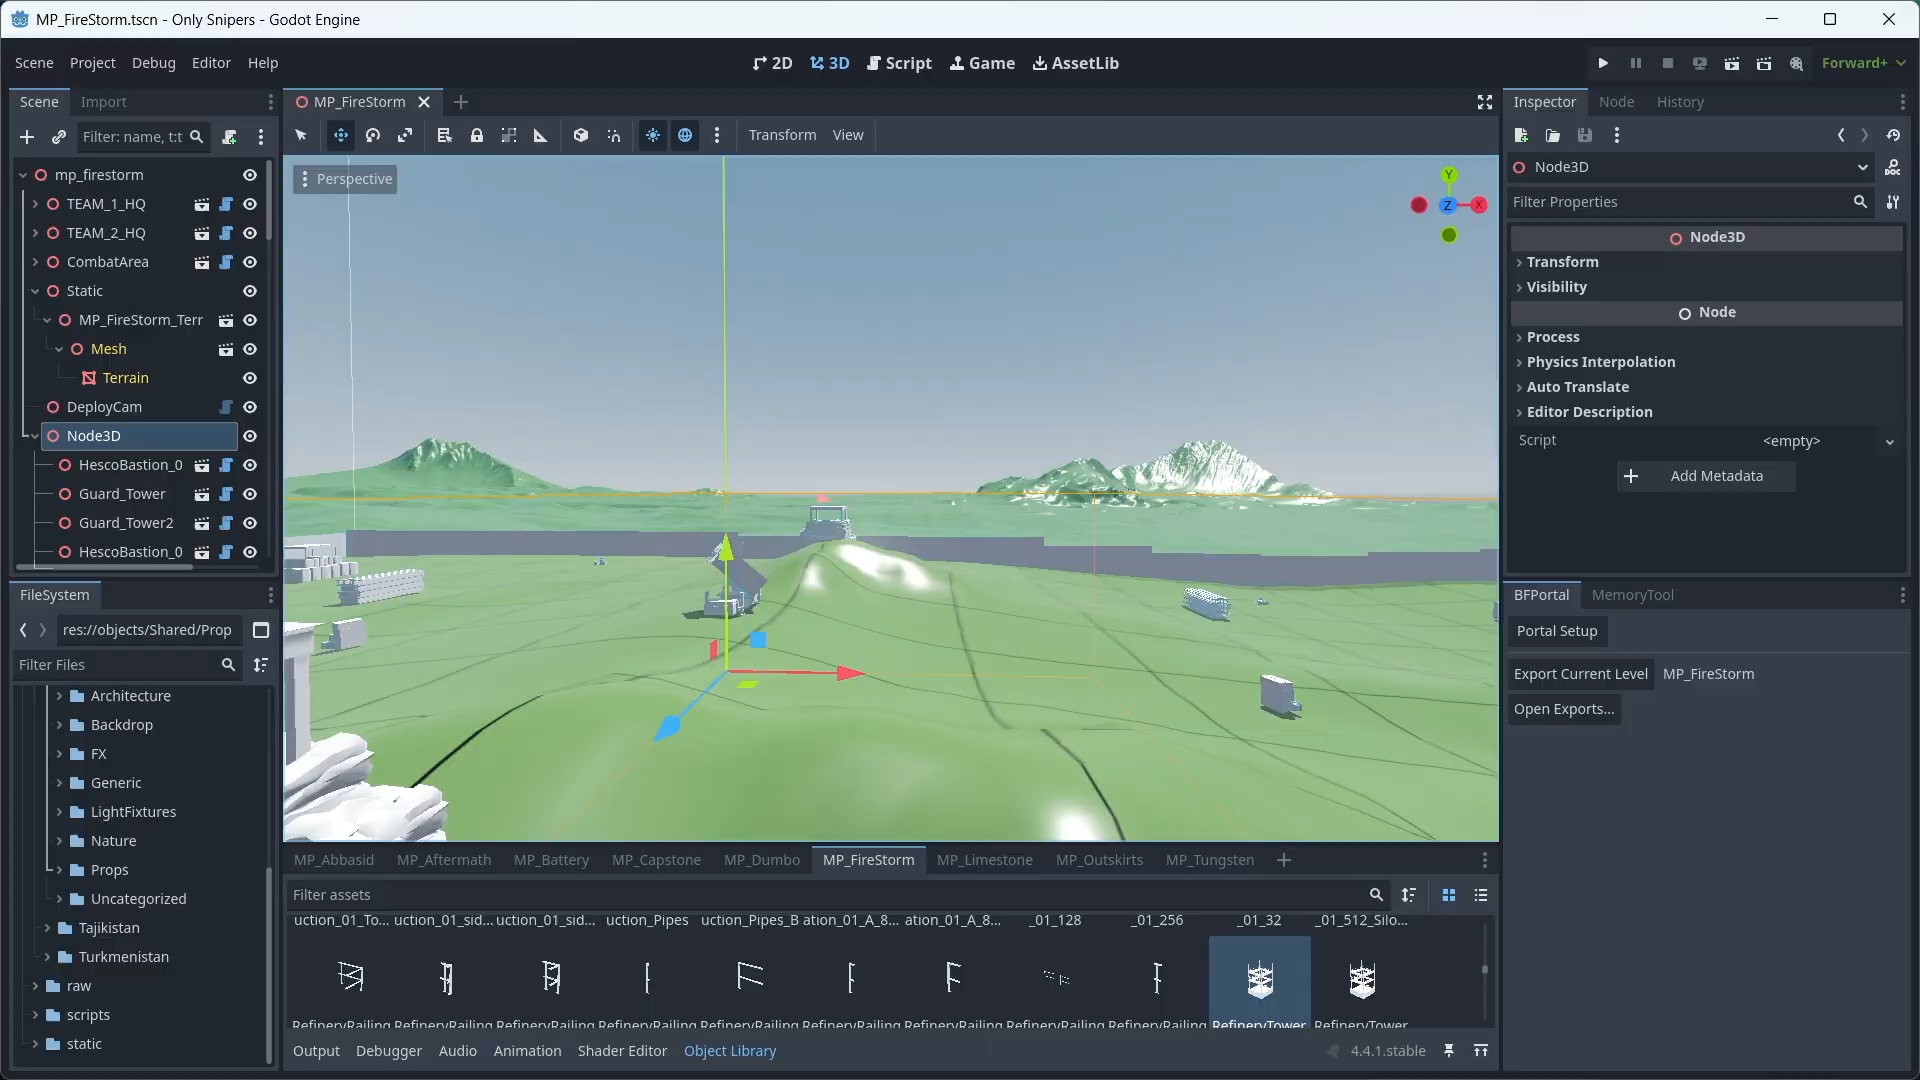 MP_FireStorm.tscn - Only Snipers - Godot Engine
Scene Project Debug Editor Help
2D 3D Script Game AssetLib
Forward+
Scene Import
Filter: name, t:t
mp_firestorm
TEAM_1_HQ
TEAM_2_HQ
CombatArea
Static
MP_FireStorm_Terr
Mesh
Terrain
DeployCam
Node3D
HescoBastion_0
Guard_Tower
Guard_Tower2
HescoBastion_0
FileSystem
res://objects/Shared/Prop
Filter Files
Architecture
Backdrop
FX
Generic
LightFixtures
Nature
Props
Uncategorized
Tajikistan
Turkmenistan
raw
scripts
static
MP_FireStorm
Transform View
Perspective
Y
Z X
MP_Abbasid MP_Aftermath MP_Battery MP_Capstone MP_Dumbo MP_FireStorm MP_Limestone MP_Outskirts MP_Tungsten
Filter assets
uction_01_To... uction_01_sid... uction_01_sid... uction_Pipes uction_Pipes_B ation_01_A_8... ation_01_A_8... _01_128 _01_256 _01_32 _01_512_Silo...
RefineryRailing RefineryRailing RefineryRailing RefineryRailing RefineryRailing RefineryRailing RefineryRailing RefineryRailing RefineryRailing RefineryTower RefineryTower
Output Debugger Audio Animation Shader Editor Object Library
4.4.1.stable
Inspector Node History
Node3D
DOC
Filter Properties
Node3D
Transform
Visibility
Node
Process
Physics Interpolation
Auto Translate
Editor Description
Script <empty>
Add Metadata
BFPortal MemoryTool
Portal Setup
Export Current Level MP_FireStorm
Open Exports...